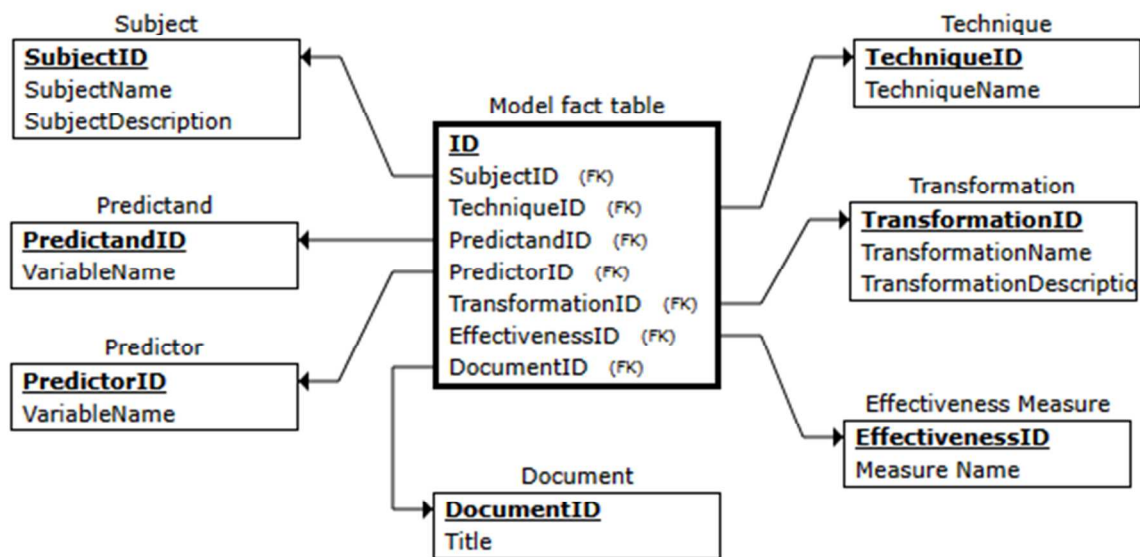 Subject
SubjectID
SubjectName
SubjectDescription
Predictand
PredictandID
VariableName
Predictor
PredictorID
VariableName
Model fact table
ID
SubjectID (FK)
TechniqueID (FK)
PredictandID (FK)
PredictorID (FK)
TransformationID (FK)
EffectivenessID (FK)
DocumentID (FK)
Document
DocumentID
Title
Technique
TechniqueID
TechniqueName
Transformation
TransformationID
TransformationName
TransformationDescriptio
Effectiveness Measure
EffectivenessID
Measure Name